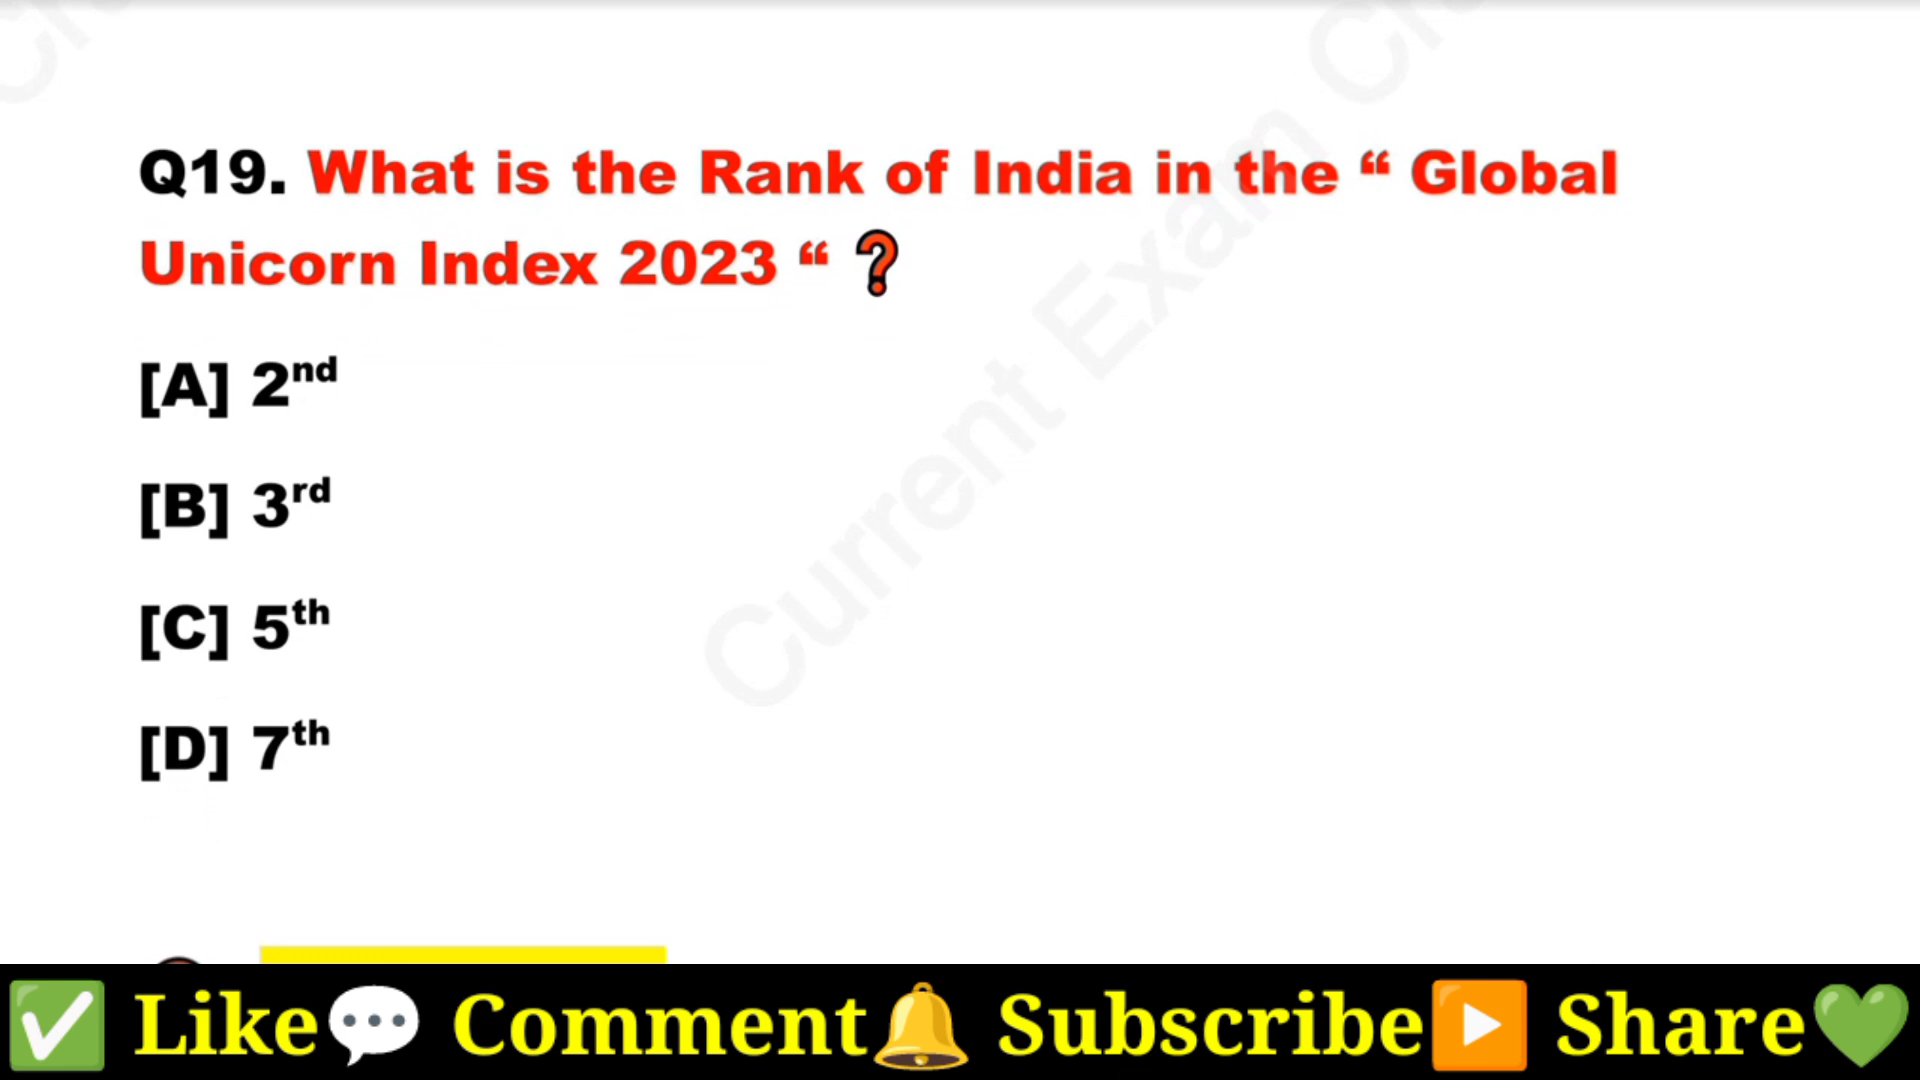 Q19. What is the Rank of India in the “ Global
Unicorn Index 2023 “ ❓
[A] 2nd
[B] 3rd
[C] 5th
[D] 7th
Current Exam
✅ Like💬 Comment🔔 Subscribe▶️ Share💚